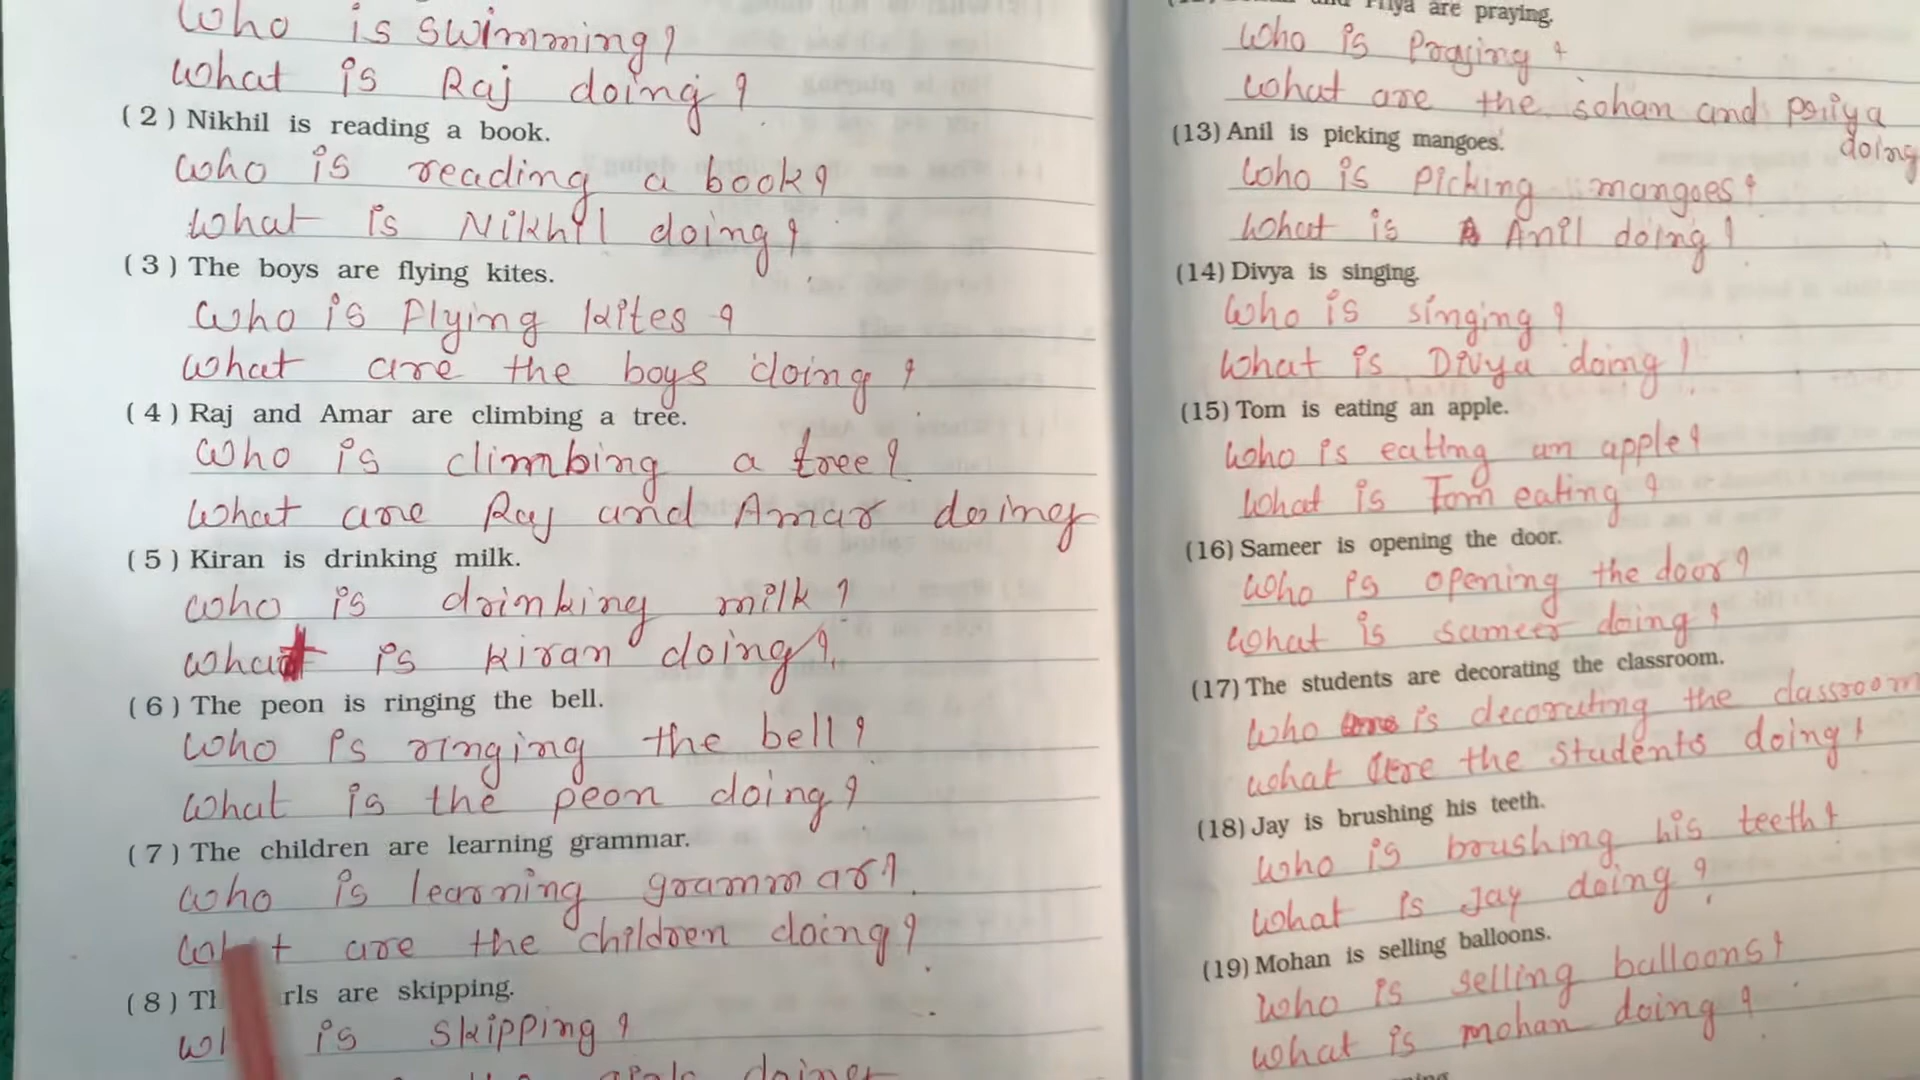 Who is swimming?
What is Raj doing?
( 2 ) Nikhil is reading a book.
Who is reading a book?
What is Nikhil doing?
( 3 ) The boys are flying kites.
Who is Flying kites?
What are the boys doing?
( 4 ) Raj and Amar are climbing a tree.
Who is climbing a tree?
What are Raj and Amar doing
( 5 ) Kiran is drinking milk.
Who is drinking milk?
What is kiran doing?
( 6 ) The peon is ringing the bell.
Who is ringing the bell?
What is the peon doing?
( 7 ) The children are learning grammar.
Who is learning grammar?
are the children doing?
( 8 ) are skipping.
is skipping?
doing
Priya are praying.
Who is Praying?
What are the sohan and Priya
doing
(13) Anil is picking mangoes.
Who is picking mangoes?
What is Anil doing?
(14) Divya is singing.
Who is singing?
What is Divya doing?
(15) Tom is eating an apple.
Who is eating an apple?
What is Tom eating?
(16) Sameer is opening the door.
Who is opening the door?
What is sameer doing?
(17) The students are decorating the classroom.
Who is decorating the classroom
What are the students doing?
(18) Jay is brushing his teeth.
Who is brushing his teeth?
What is Jay doing?
(19) Mohan is selling balloons.
Who is selling balloons?
What is mohan doing?